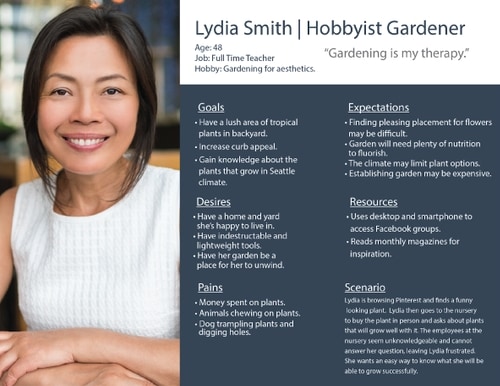 Lydia Smith | Hobbyist Gardener
Age: 48
Job: Full Time Teacher
Hobby: Gardening for aesthetics.
"Gardening is my therapy."
Goals
• Have a lush area of tropical
plants in backyard.
• Increase curb appeal.
• Gain knowledge about the
plants that grow in Seattle
climate.
Desires
• Have a home and yard
she's happy to live in.
• Have indestructable and
lightweight tools.
• Have her garden be a
place for her to unwind.
Pains
• Money spent on plants.
• Animals chewing on plants.
• Dog trampling plants and
digging holes.
Expectations
• Finding pleasing placement for flowers
may be difficult.
• Garden will need plenty of nutrition
to fluorish.
• The climate may limit plant options.
• Establishing garden may be expensive.
Resources
• Uses desktop and smartphone to
access Facebook groups.
• Reads monthly magazines for
inspiration.
Scenario
Lydia is browsing Pinterest and finds a funny
looking plant. Lydia then goes to the nursery
to buy the plant in person and asks about plants
that will grow well with it. The employees at the
nursery seem unknowledgeable and cannot
answer her question, leaving Lydia frustrated.
She wants an easy way to know what she will be
able to grow successfully.